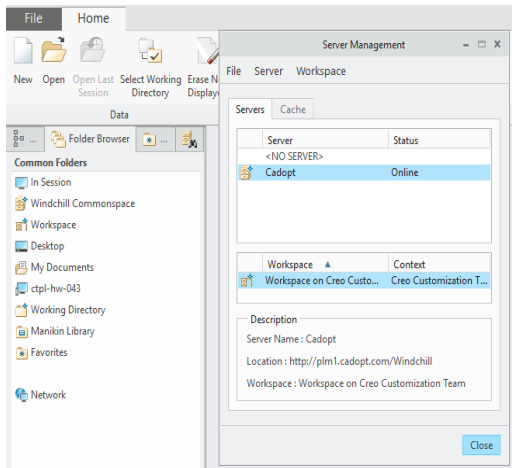 File Home
New Open Open Last Select Working Erase N
Session Directory Display
Data
... Folder Browser ...
Common Folders
In Session
Windchill Commonspace
Workspace
Desktop
My Documents
ctpl-hw-043
Working Directory
Manikin Library
Favorites
Network
Server Management
File Server Workspace
Servers Cache
Server Status
<NO SERVER>
Cadopt Online
Workspace Context
Workspace on Creo Custo... Creo Customization T...
Description
Server Name : Cadopt
Location : http://plm1.cadopt.com/Windchill
Workspace : Workspace on Creo Customization Team
Close